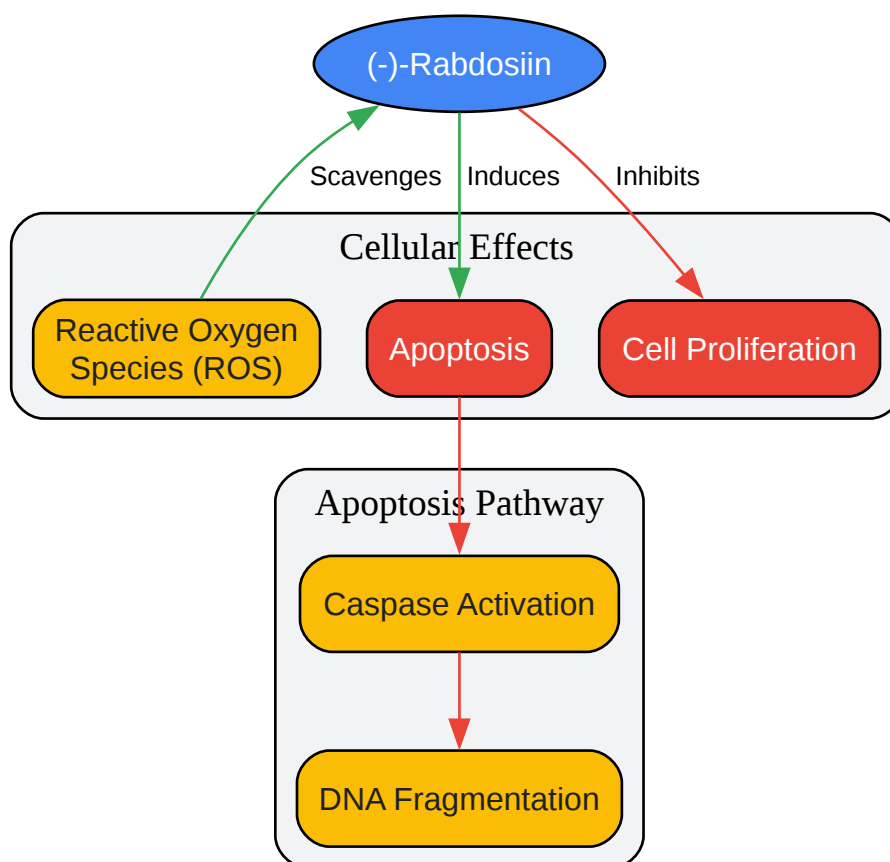 (-)-Rabdosiin
Scavenges
Induces
Inhibits
Cellular Effects
Reactive Oxygen
Species (ROS)
Apoptosis
Cell Proliferation
Apoptosis Pathway
Caspase Activation
DNA Fragmentation